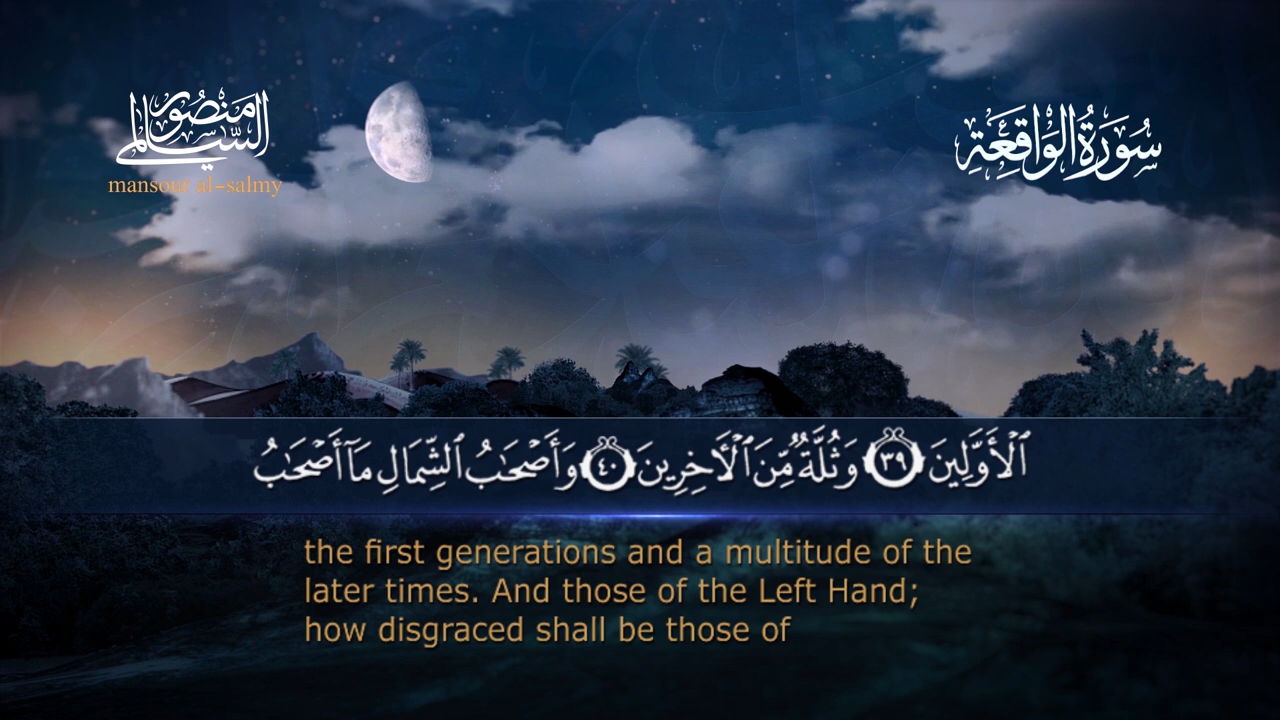 منصور
السالمي
mansour al-salmy
سُورَةُ الوَاقِعَةِ
ٱلْأَوَّلِينَ ٣٩ وَثُلَّةٌ مِّنَ ٱلْآخِرِينَ ٤٠ وَأَصْحَٰبُ ٱلشِّمَالِ مَآ أَصْحَٰبُ
the first generations and a multitude of the
later times. And those of the Left Hand;
how disgraced shall be those of